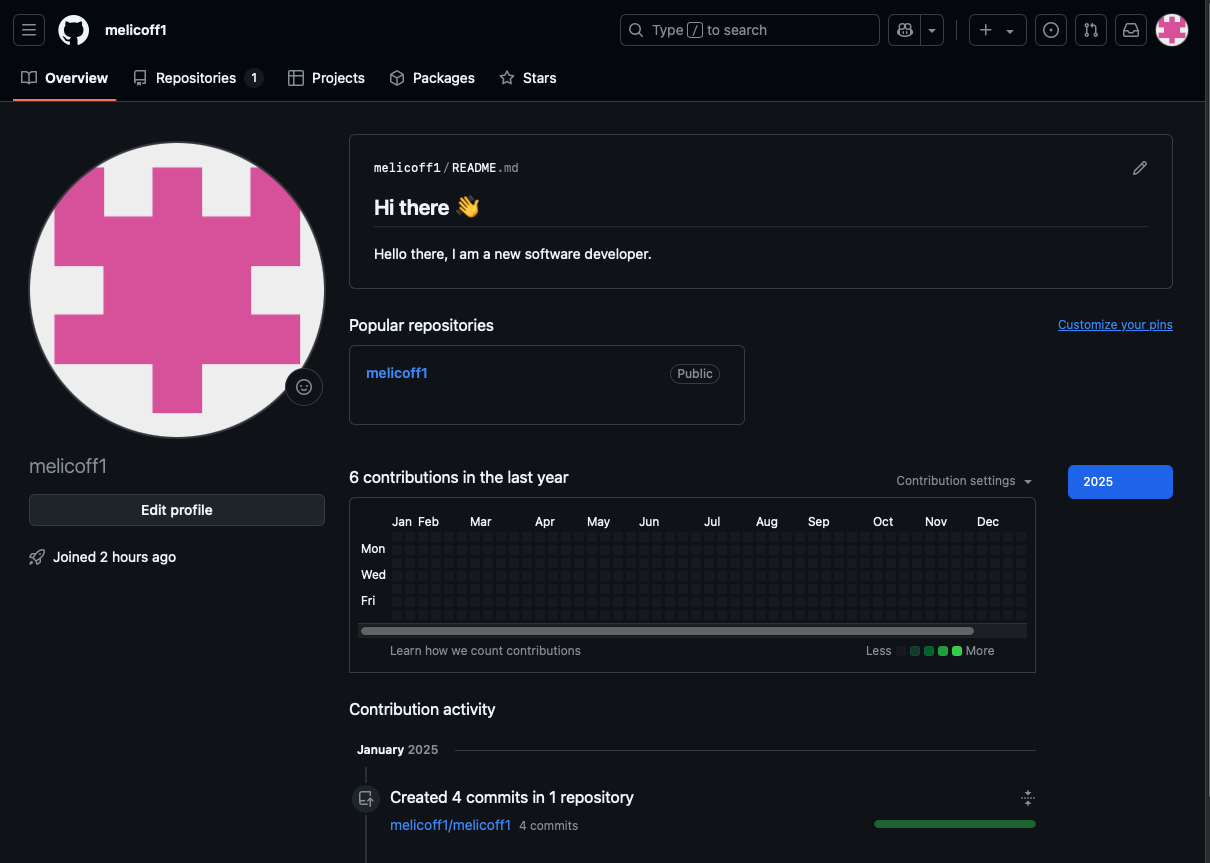 melicoff1
Type / to search
Overview
Repositories 1
Projects
Packages
Stars
melicoff1
Edit profile
Joined 2 hours ago
melicoff1/README.md
Hi there 👋
Hello there, I am a new software developer.
Popular repositories
Customize your pins
melicoff1
Public
6 contributions in the last year
Contribution settings
2025
Jan Feb Mar Apr May Jun Jul Aug Sep Oct Nov Dec
Mon
Wed
Fri
Learn how we count contributions
Less
More
Contribution activity
January 2025
Created 4 commits in 1 repository
melicoff1/melicoff1 4 commits